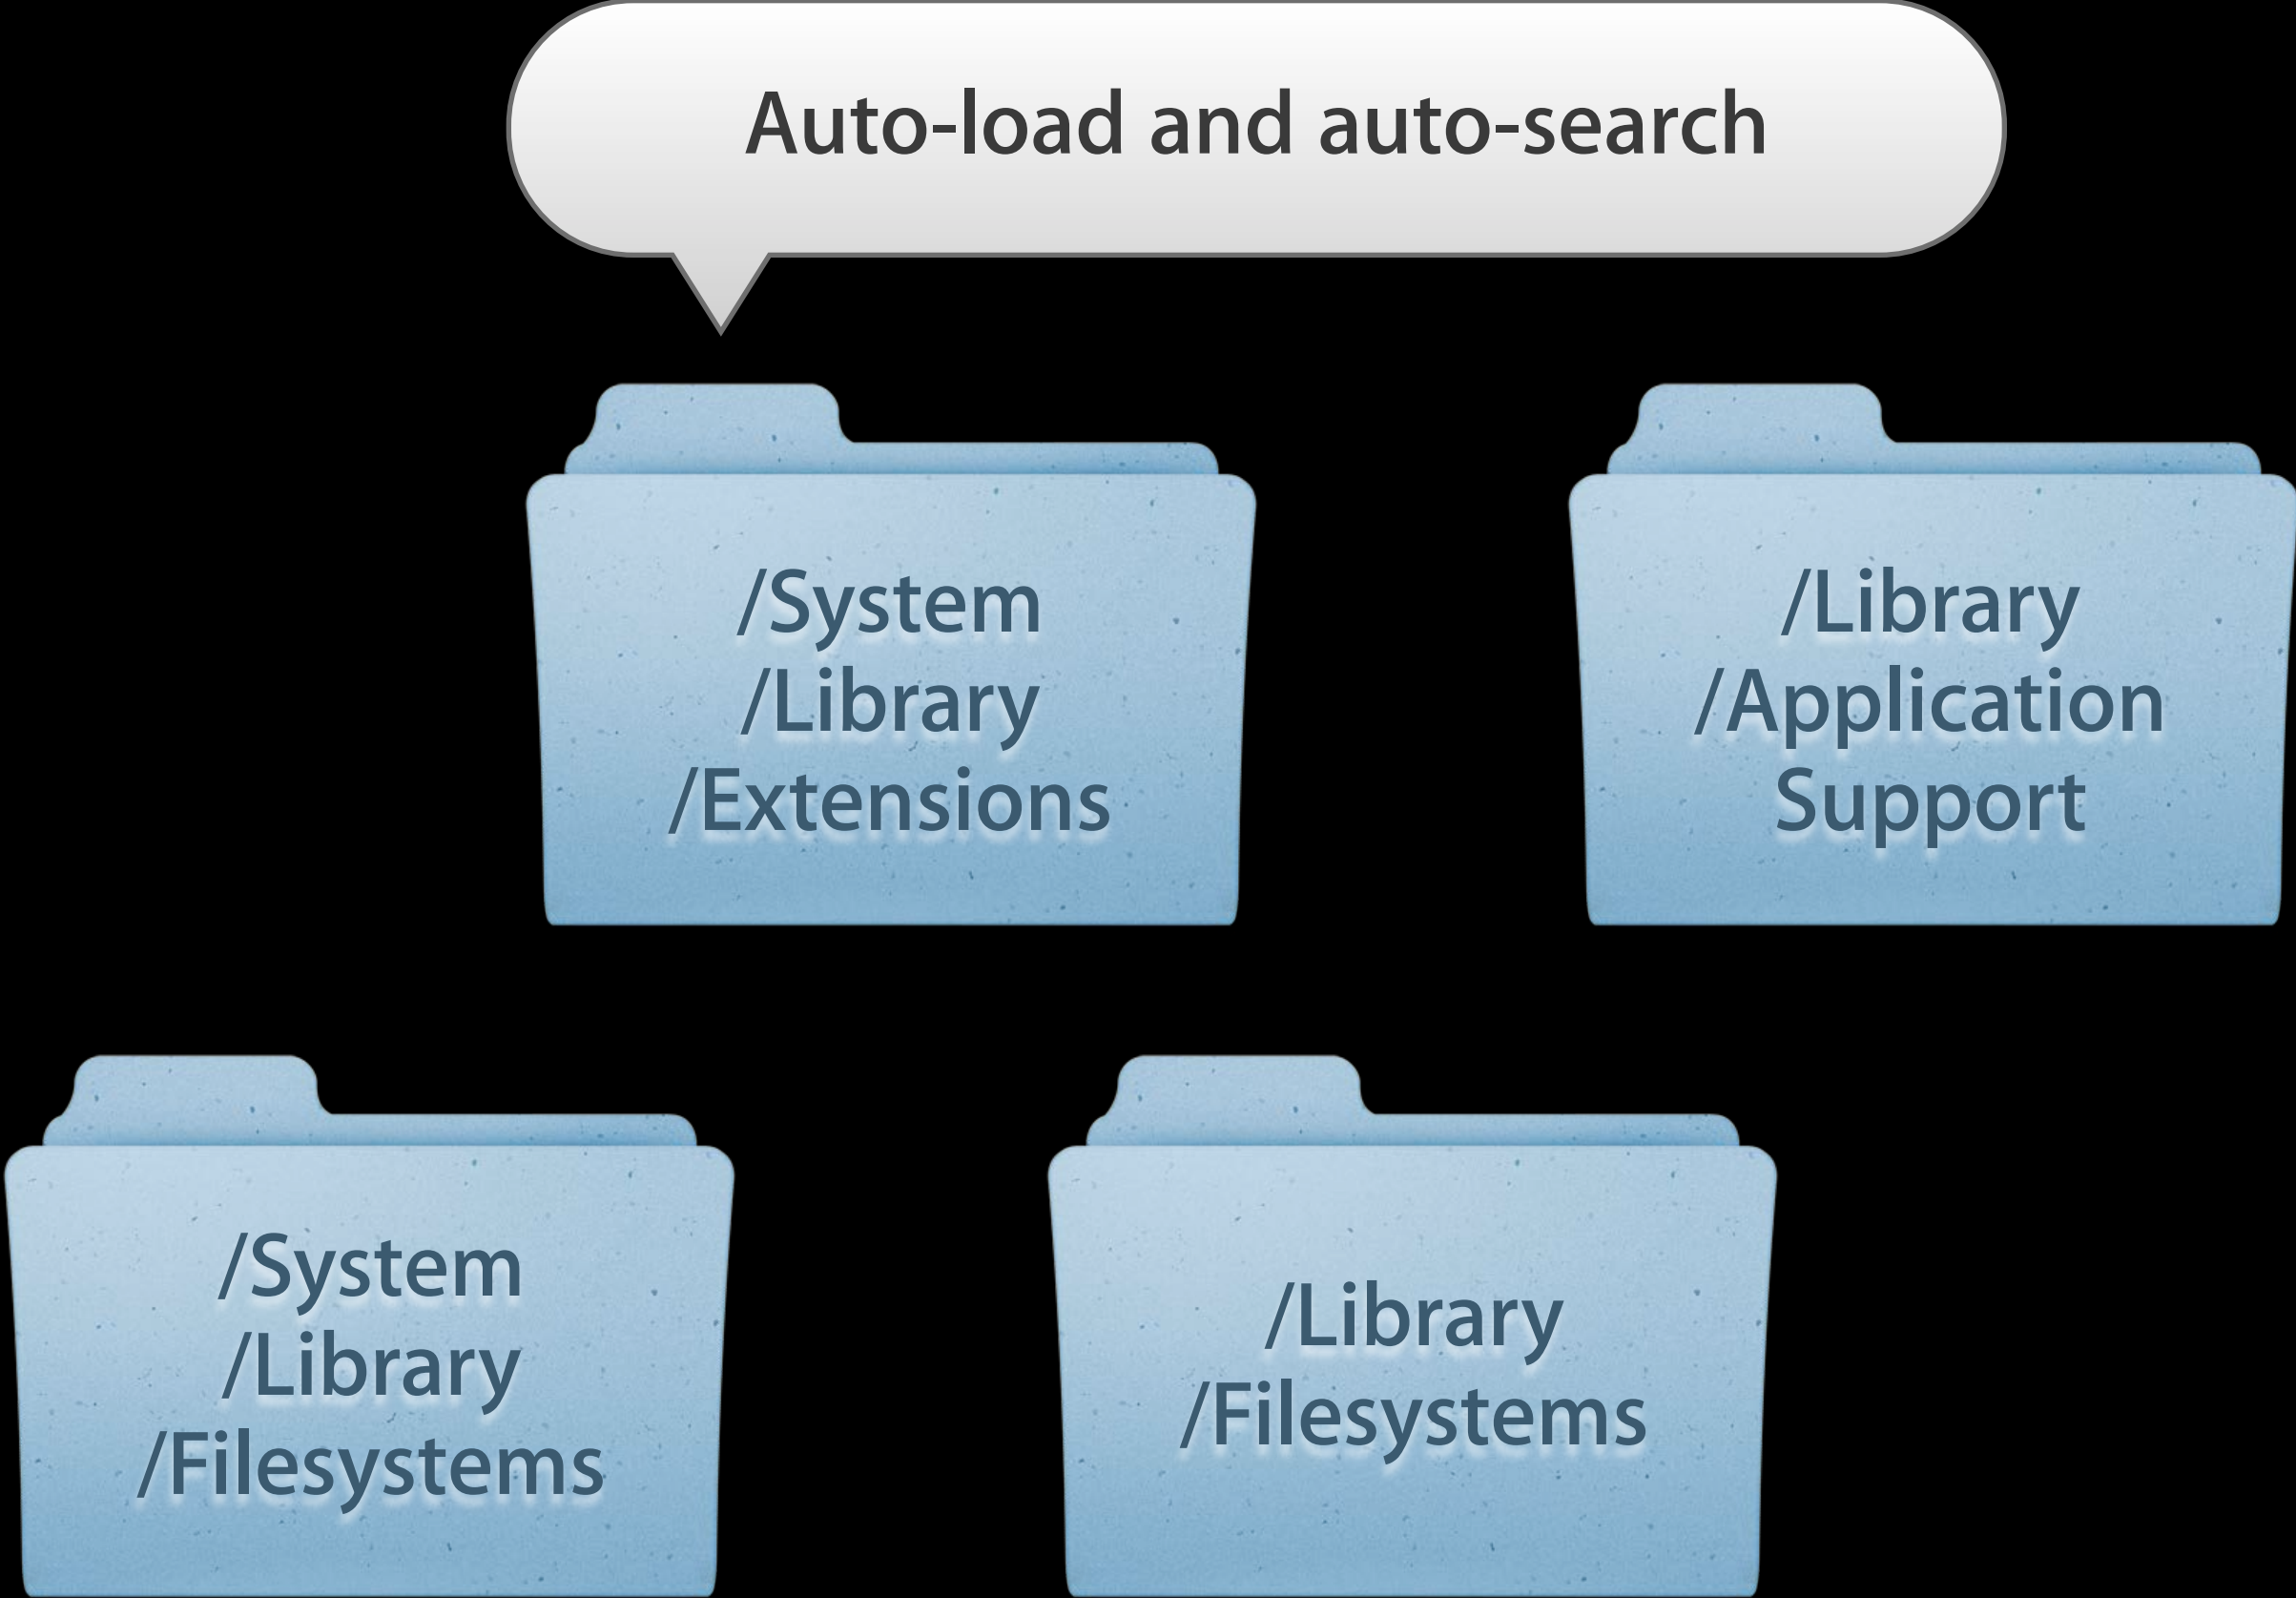 Auto-load and auto-search
/System
/Library
/Extensions
/Library
/Application
Support
/System
/Library
/Filesystems
/Library
/Filesystems